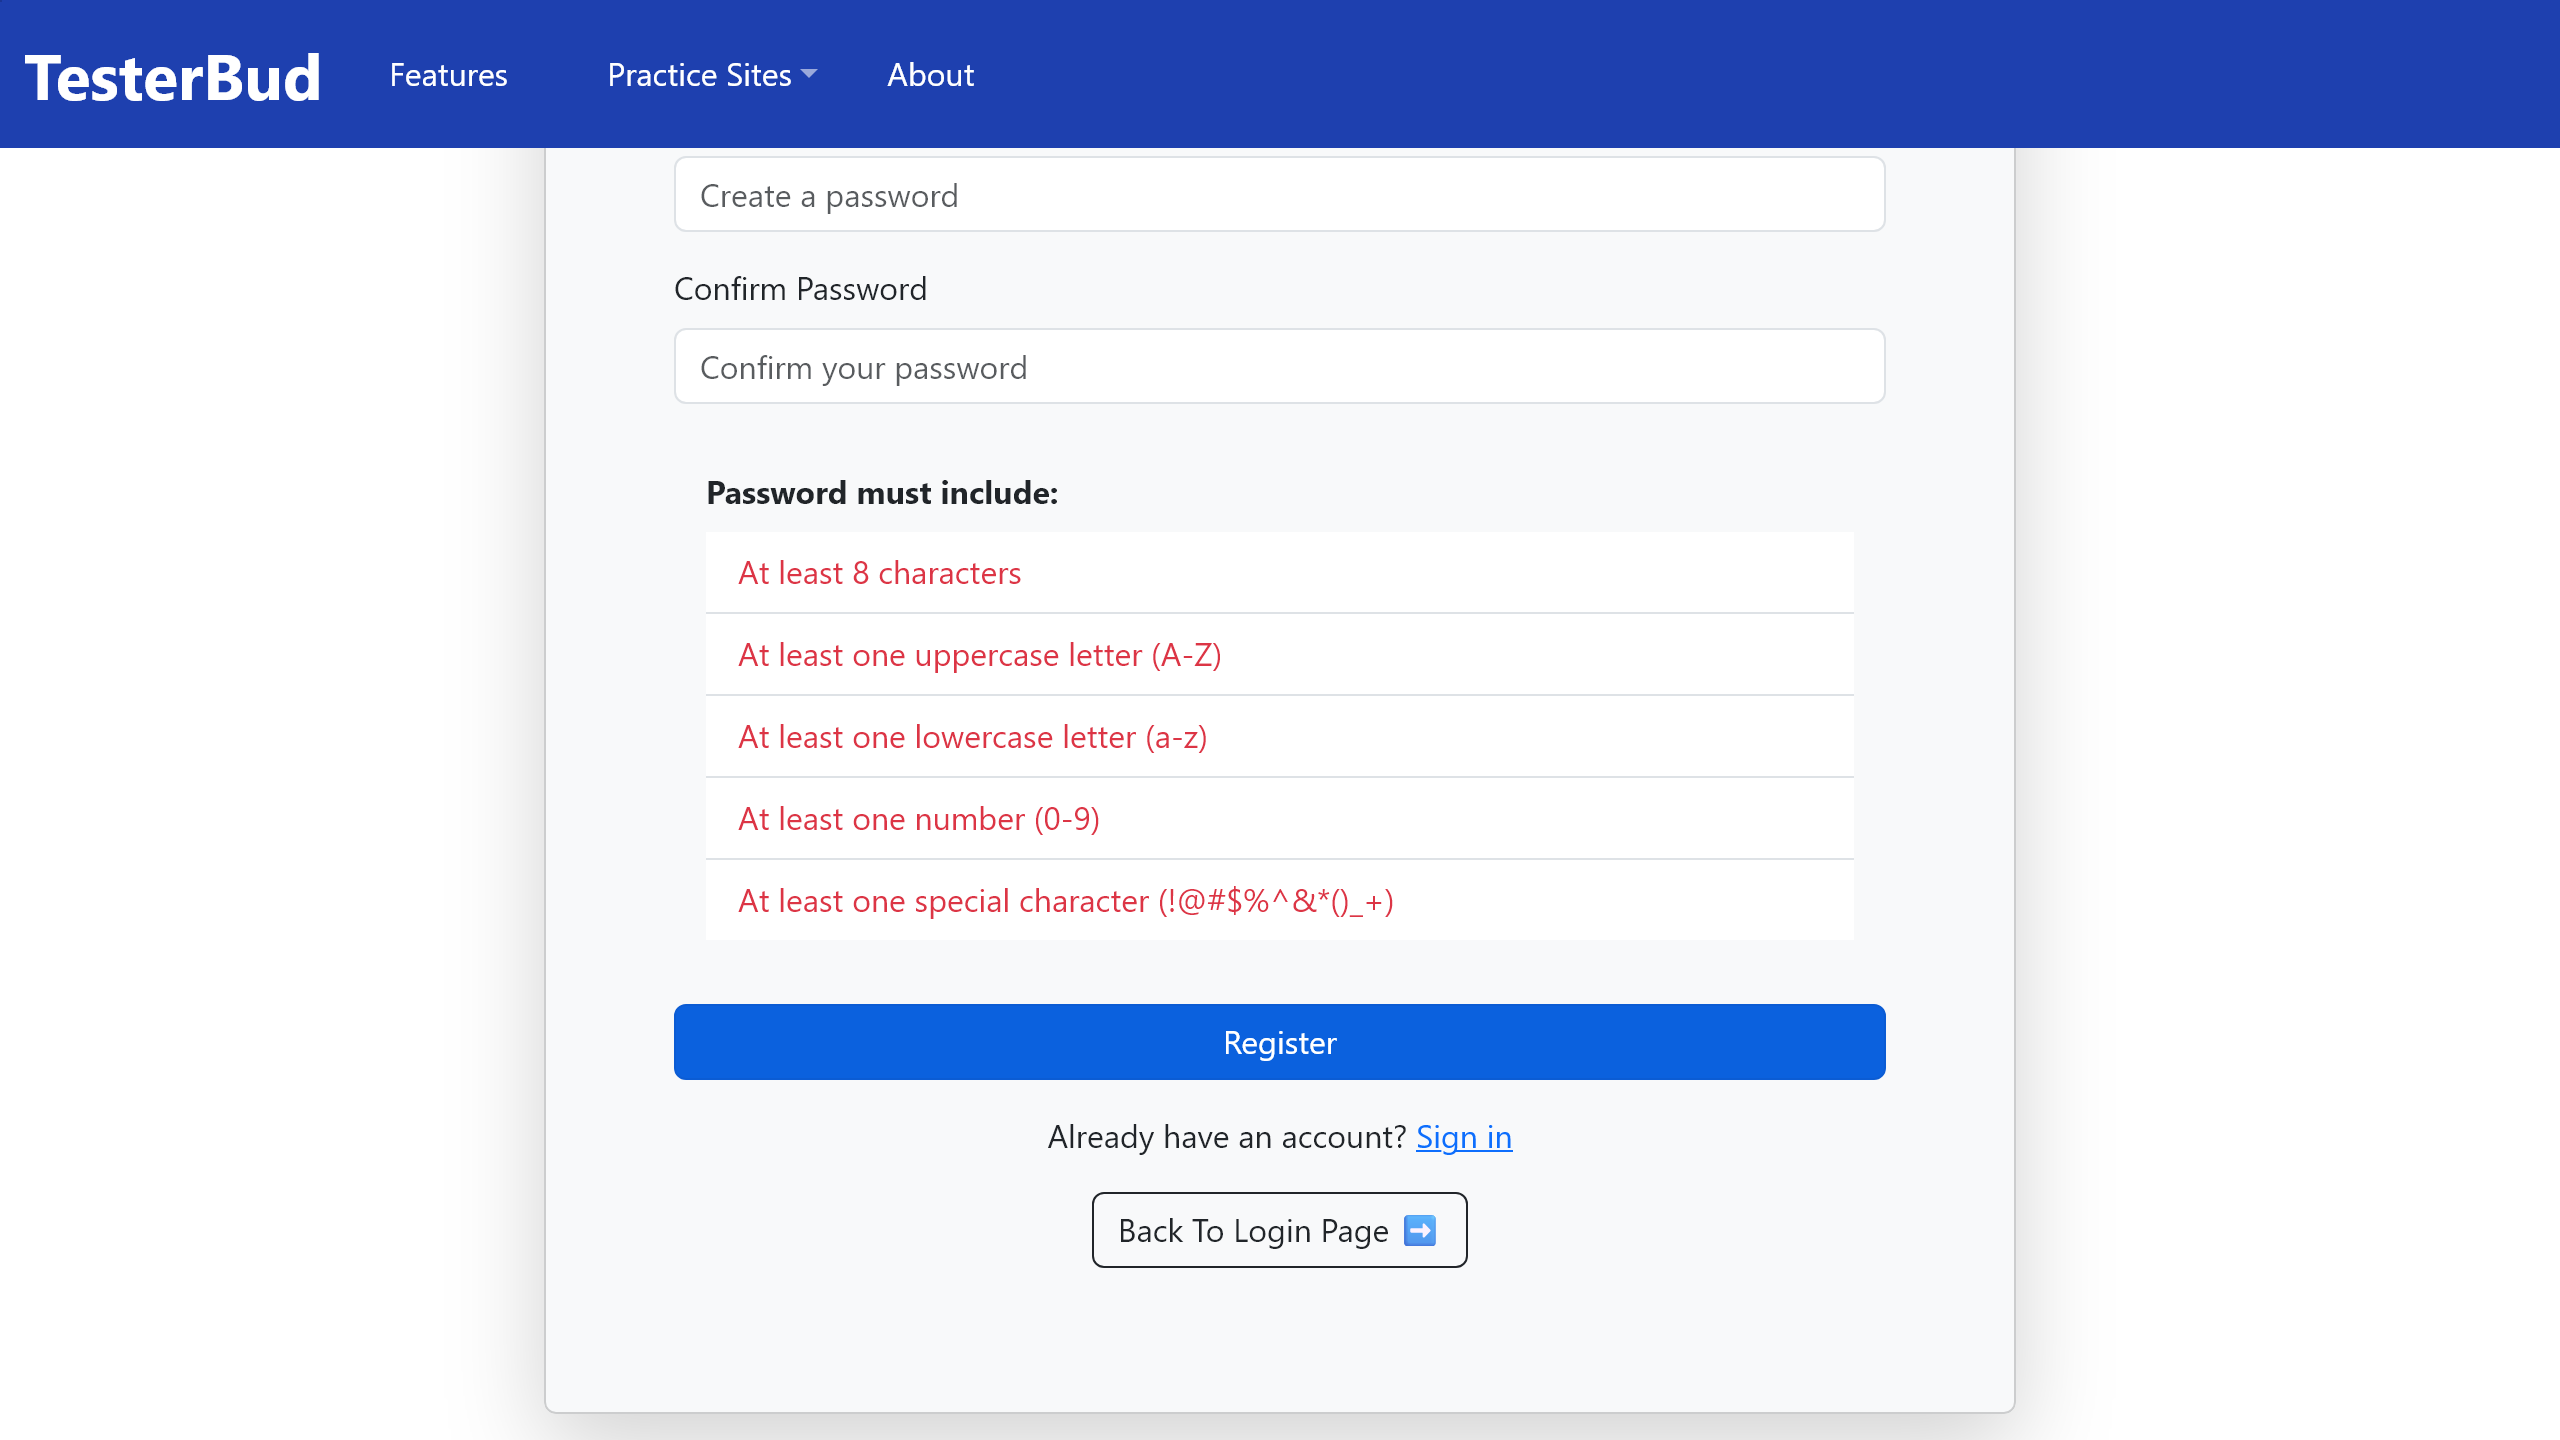 TesterBud
Features
Practice Sites
About
Create a password
Confirm Password
Confirm your password
Password must include:
At least 8 characters
At least one uppercase letter (A-Z)
At least one lowercase letter (a-z)
At least one number (0-9)
At least one special character (!@#$%^&*()_+)
Register
Already have an account? Sign in
Back To Login Page ➡️